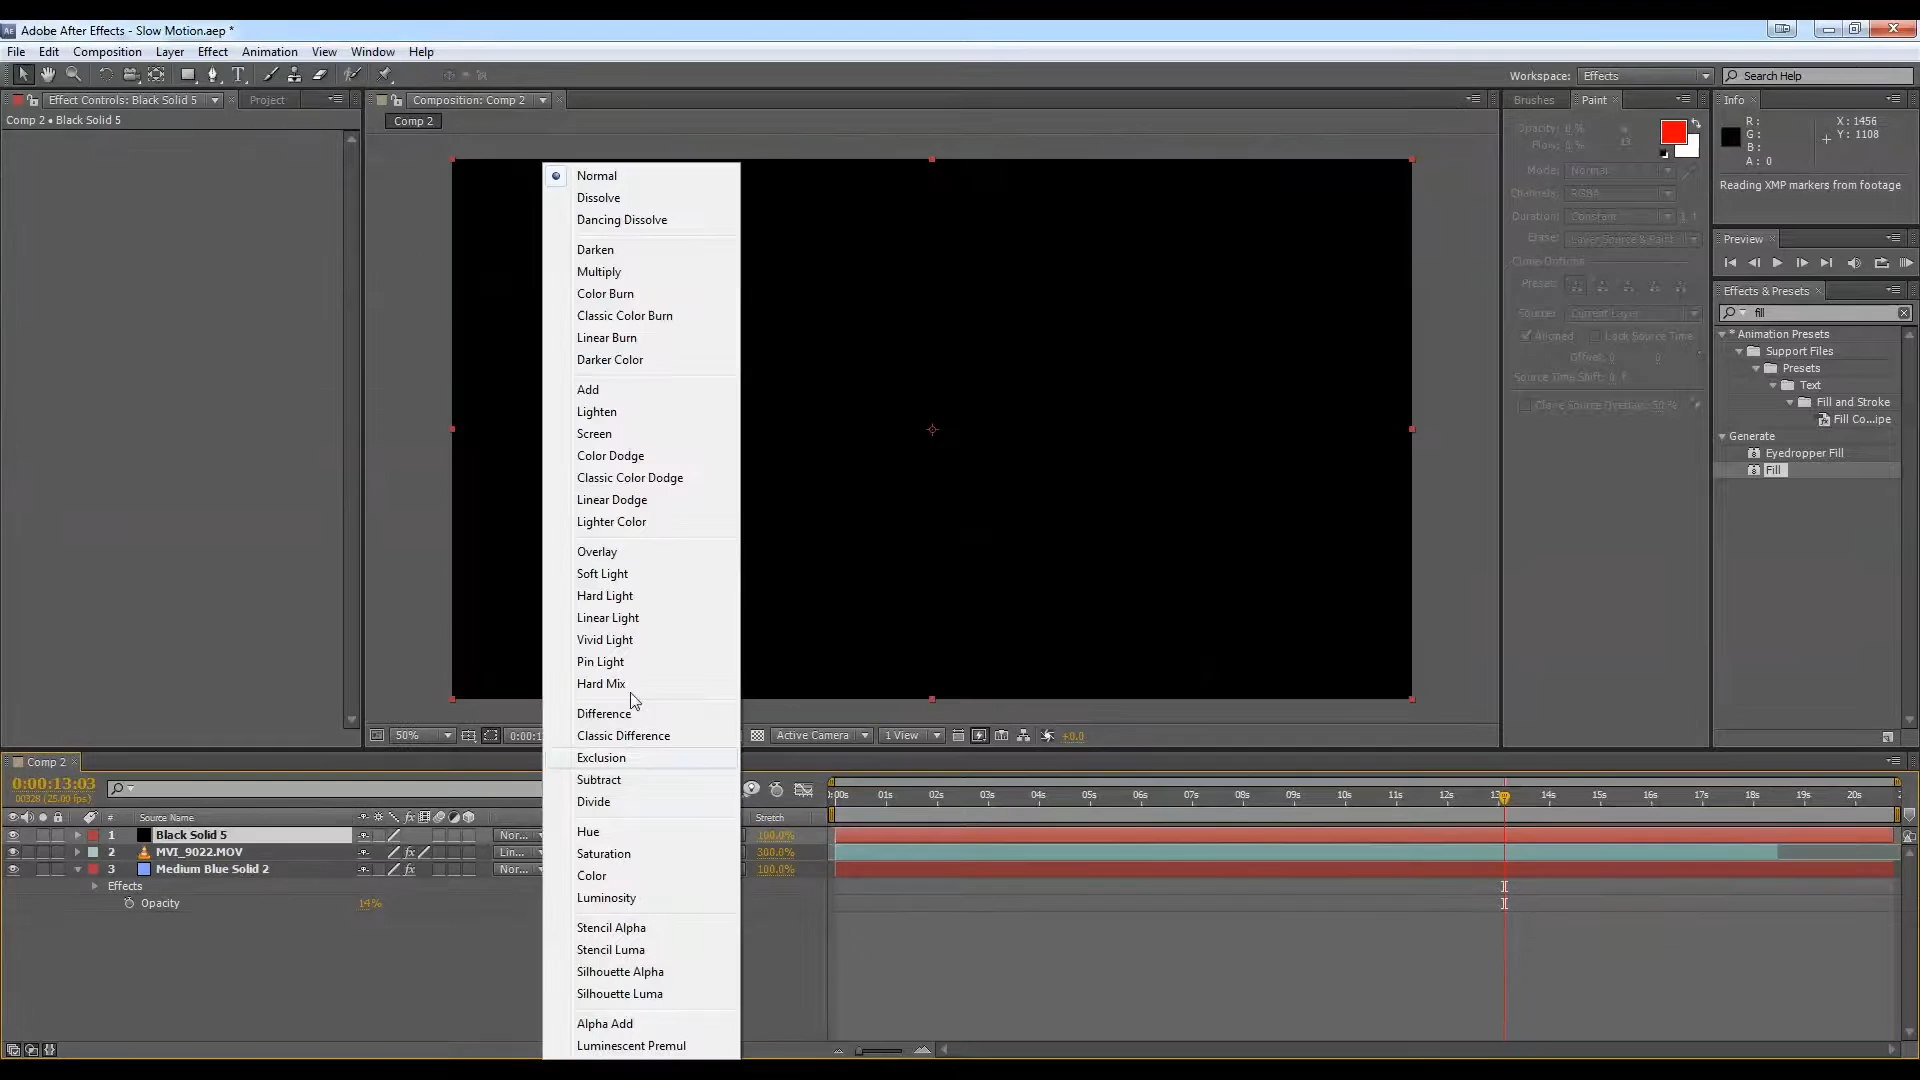 Adobe After Effects - Slow Motion.aep *
File Edit Composition Layer Effect Animation View Window Help
Workspace: Effects
Search Help
Effect Controls: Black Solid 5
Project
Composition: Comp 2
Brushes
Paint
Info
Comp 2 • Black Solid 5
Comp 2
Opacity: 0 %
Flow: 0 %
Mode: Normal
Channels: RGBA
Duration: Constant
Erase: Layer Source & Paint
Clone Options
Preset:
Source: Current Layer
Aligned Lock Source Time
Offset: 0 0
Source Time Shift: 0 f
Clone Source Overlay: 50 %
R:
G:
B:
A: 0
X: 1456
Y: 1108
Reading XMP markers from footage
Preview
Effects & Presets
fill
* Animation Presets
Support Files
Presets
Text
Fill and Stroke
Fill Co...ipe
Generate
Eyedropper Fill
Fill
Normal
Dissolve
Dancing Dissolve
Darken
Multiply
Color Burn
Classic Color Burn
Linear Burn
Darker Color
Add
Lighten
Screen
Color Dodge
Classic Color Dodge
Linear Dodge
Lighter Color
Overlay
Soft Light
Hard Light
Linear Light
Vivid Light
Pin Light
Hard Mix
Difference
Classic Difference
Exclusion
Subtract
Divide
Hue
Saturation
Color
Luminosity
Stencil Alpha
Stencil Luma
Silhouette Alpha
Silhouette Luma
Alpha Add
Luminescent Premul
50%
0:00:1
Active Camera
1 View
+0.0
Comp 2
0:00:13:03
00328 (25.00 fps)
# Source Name
Stretch
1 Black Solid 5 Nor... 100.0%
2 MVI_9022.MOV Lin... 300.0%
3 Medium Blue Solid 2 Nor... 100.0%
Effects
Opacity 14%
):00s 01s 02s 03s 04s 05s 06s 07s 08s 09s 10s 11s 12s 13s 14s 15s 16s 17s 18s 19s 20s